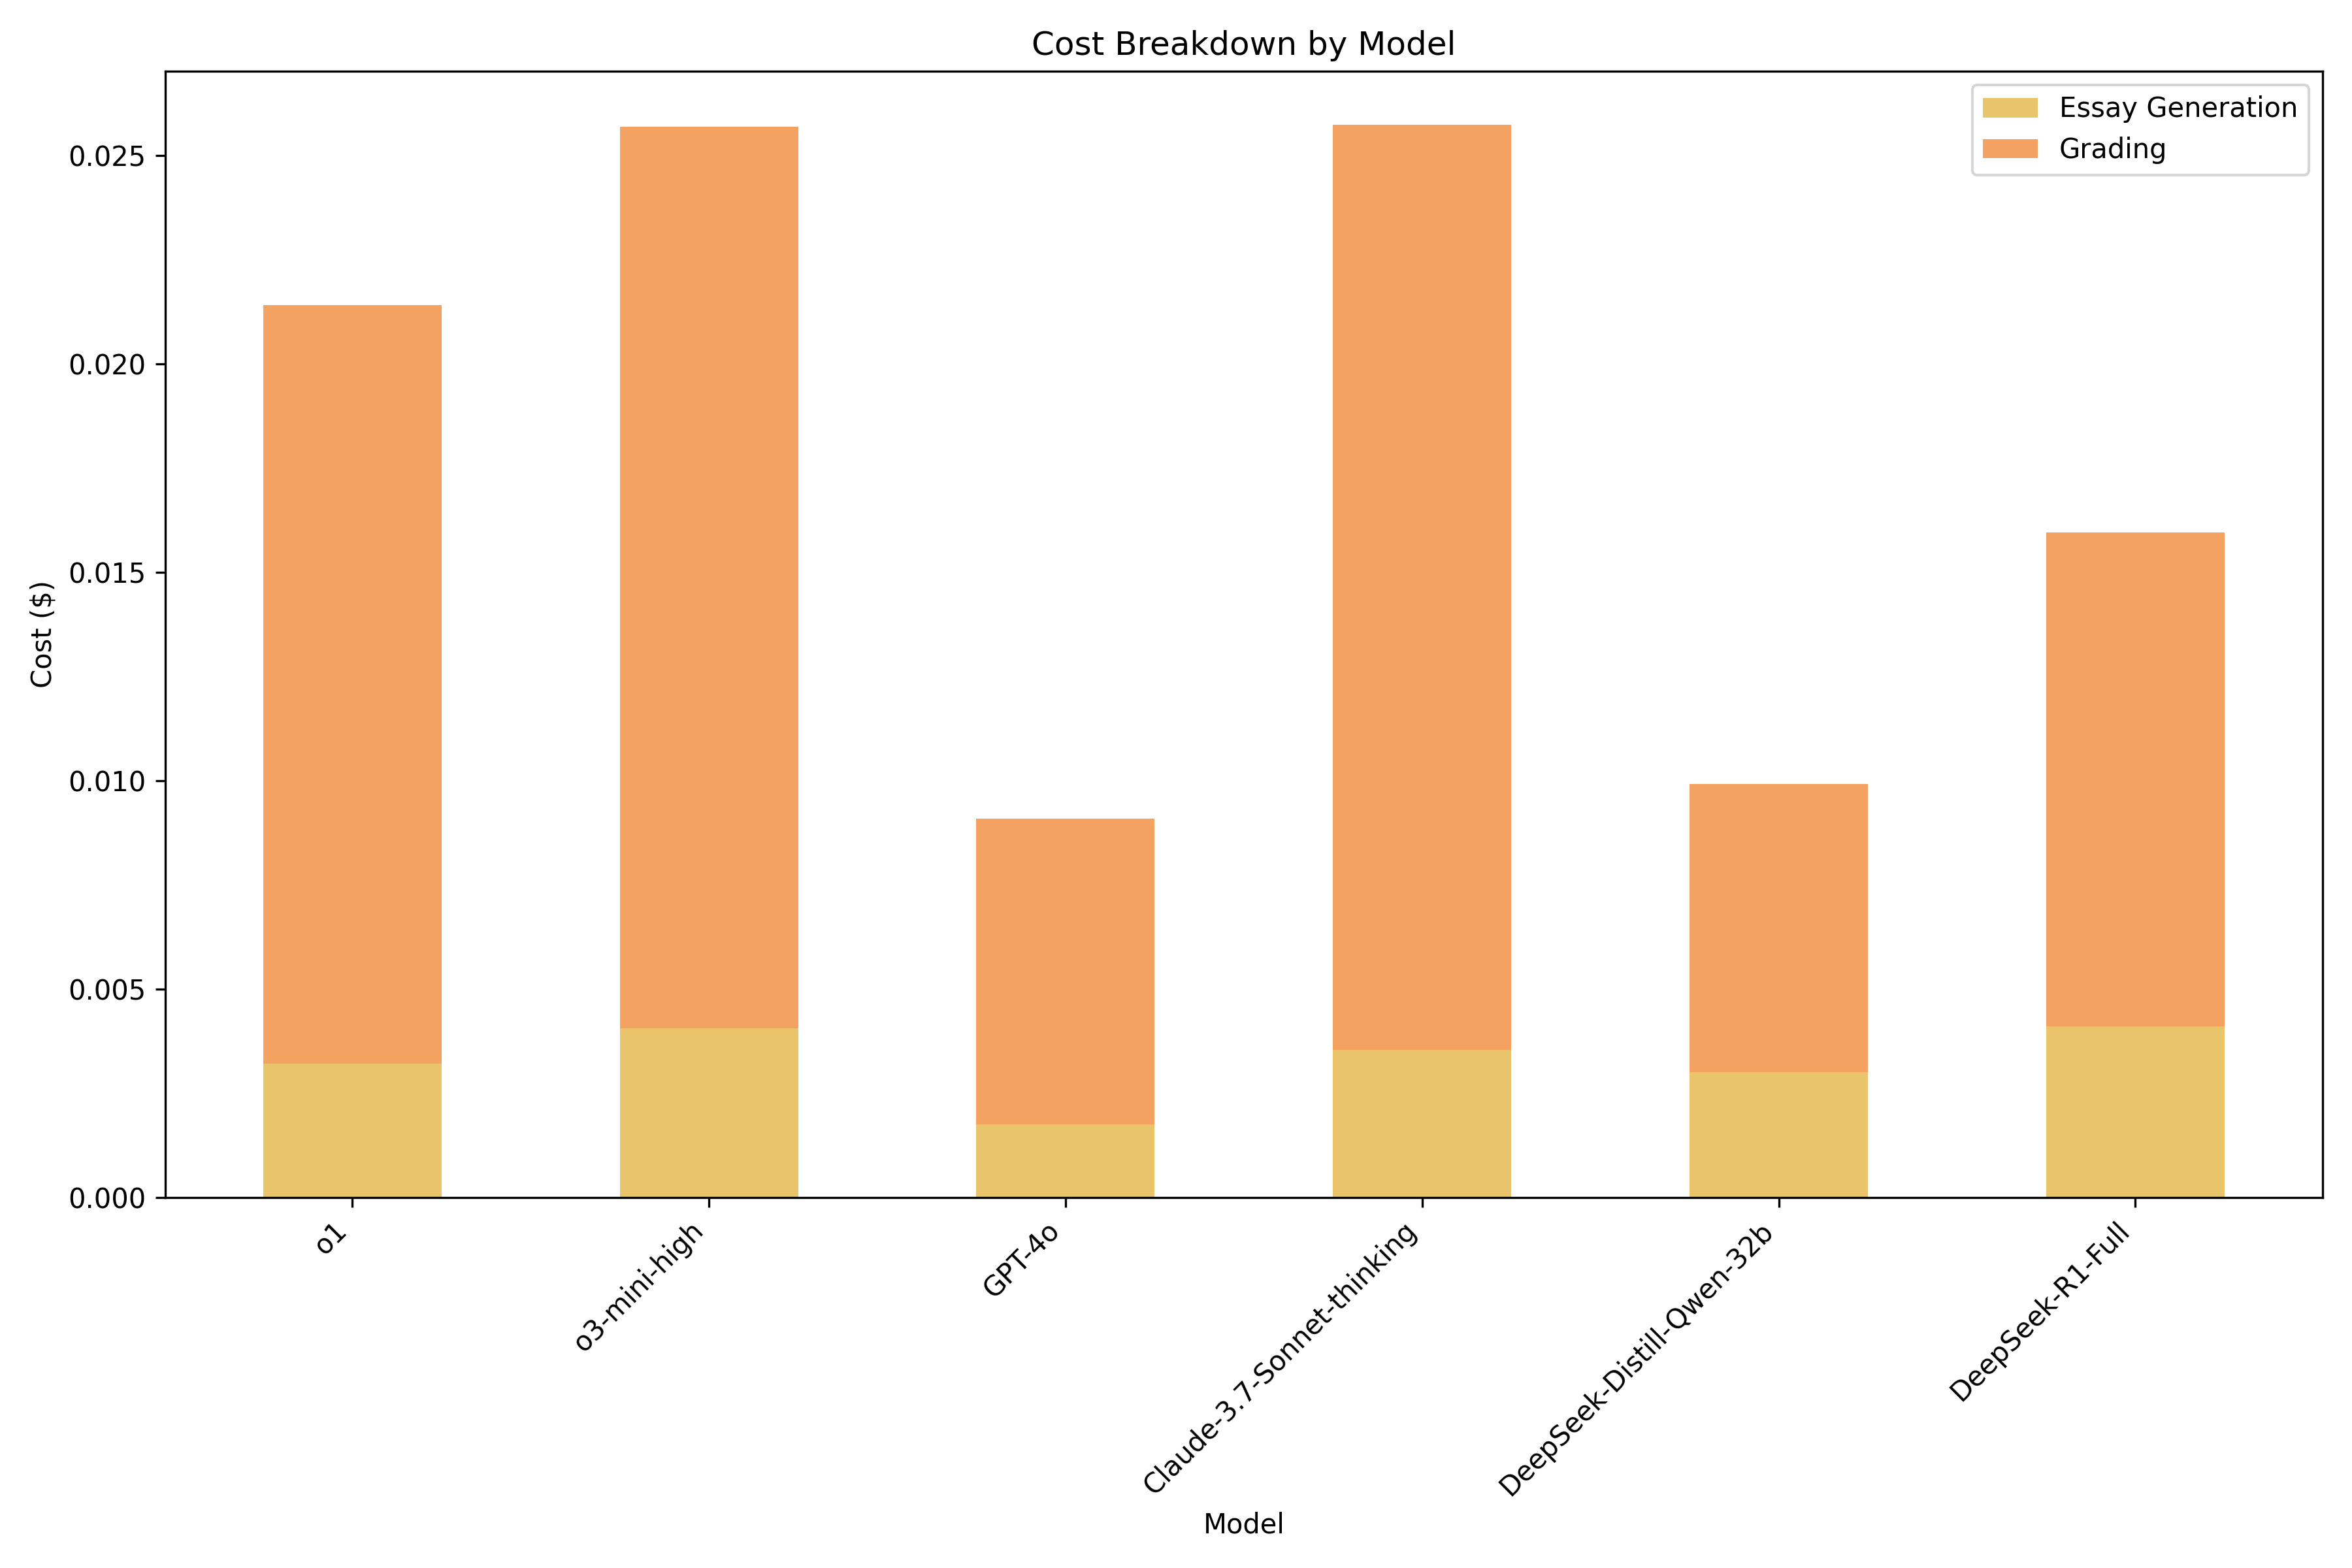 Cost Breakdown by Model
Essay Generation
Grading
Cost ($)
0.025
0.020
0.015
0.010
0.005
0.000
o1
o3-mini-high
GPT-4o
Claude-3.7-Sonnet-thinking
DeepSeek-Distill-Qwen-32b
DeepSeek-R1-Full
Model